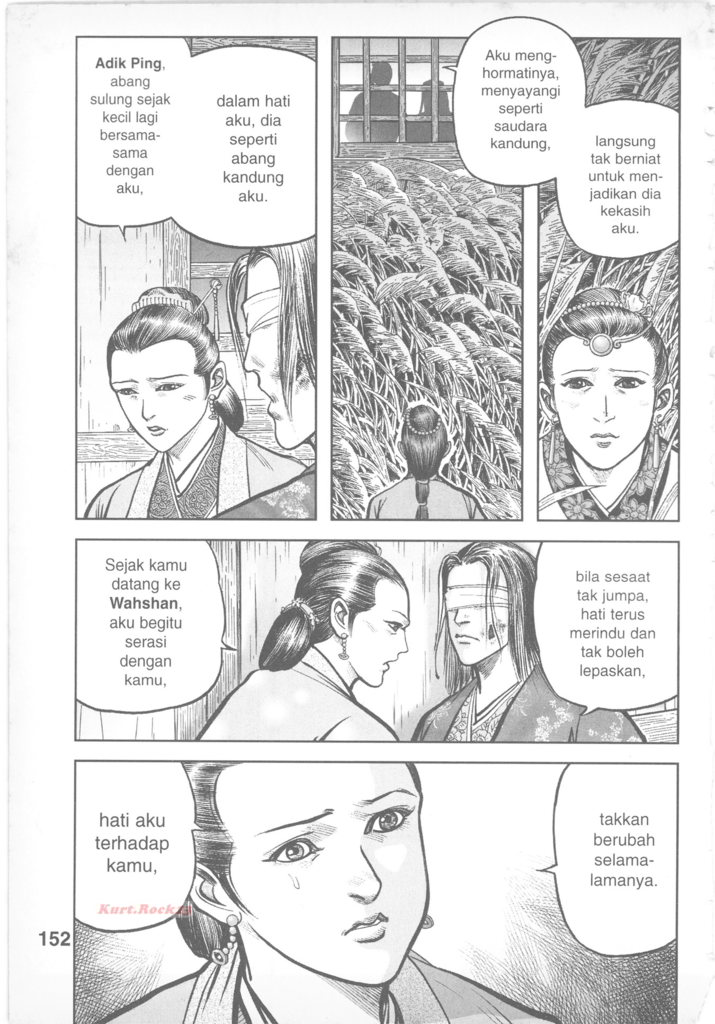 Adik Ping,
abang
sulung sejak
kecil lagi
bersama-
sama
dengan
aku,
dalam hati
aku, dia
seperti
abang
kandung
aku.
Aku meng-
hormatinya,
menyayangi
seperti
saudara
kandung,
langsung
tak berniat
untuk men-
jadikan dia
kekasih
aku.
Sejak kamu
datang ke
Wahshan,
aku begitu
serasi
dengan
kamu,
bila sesaat
tak jumpa,
hati terus
merindu dan
tak boleh
lepaskan,
hati aku
terhadap
kamu,
takkan
berubah
selama-
lamanya.
152